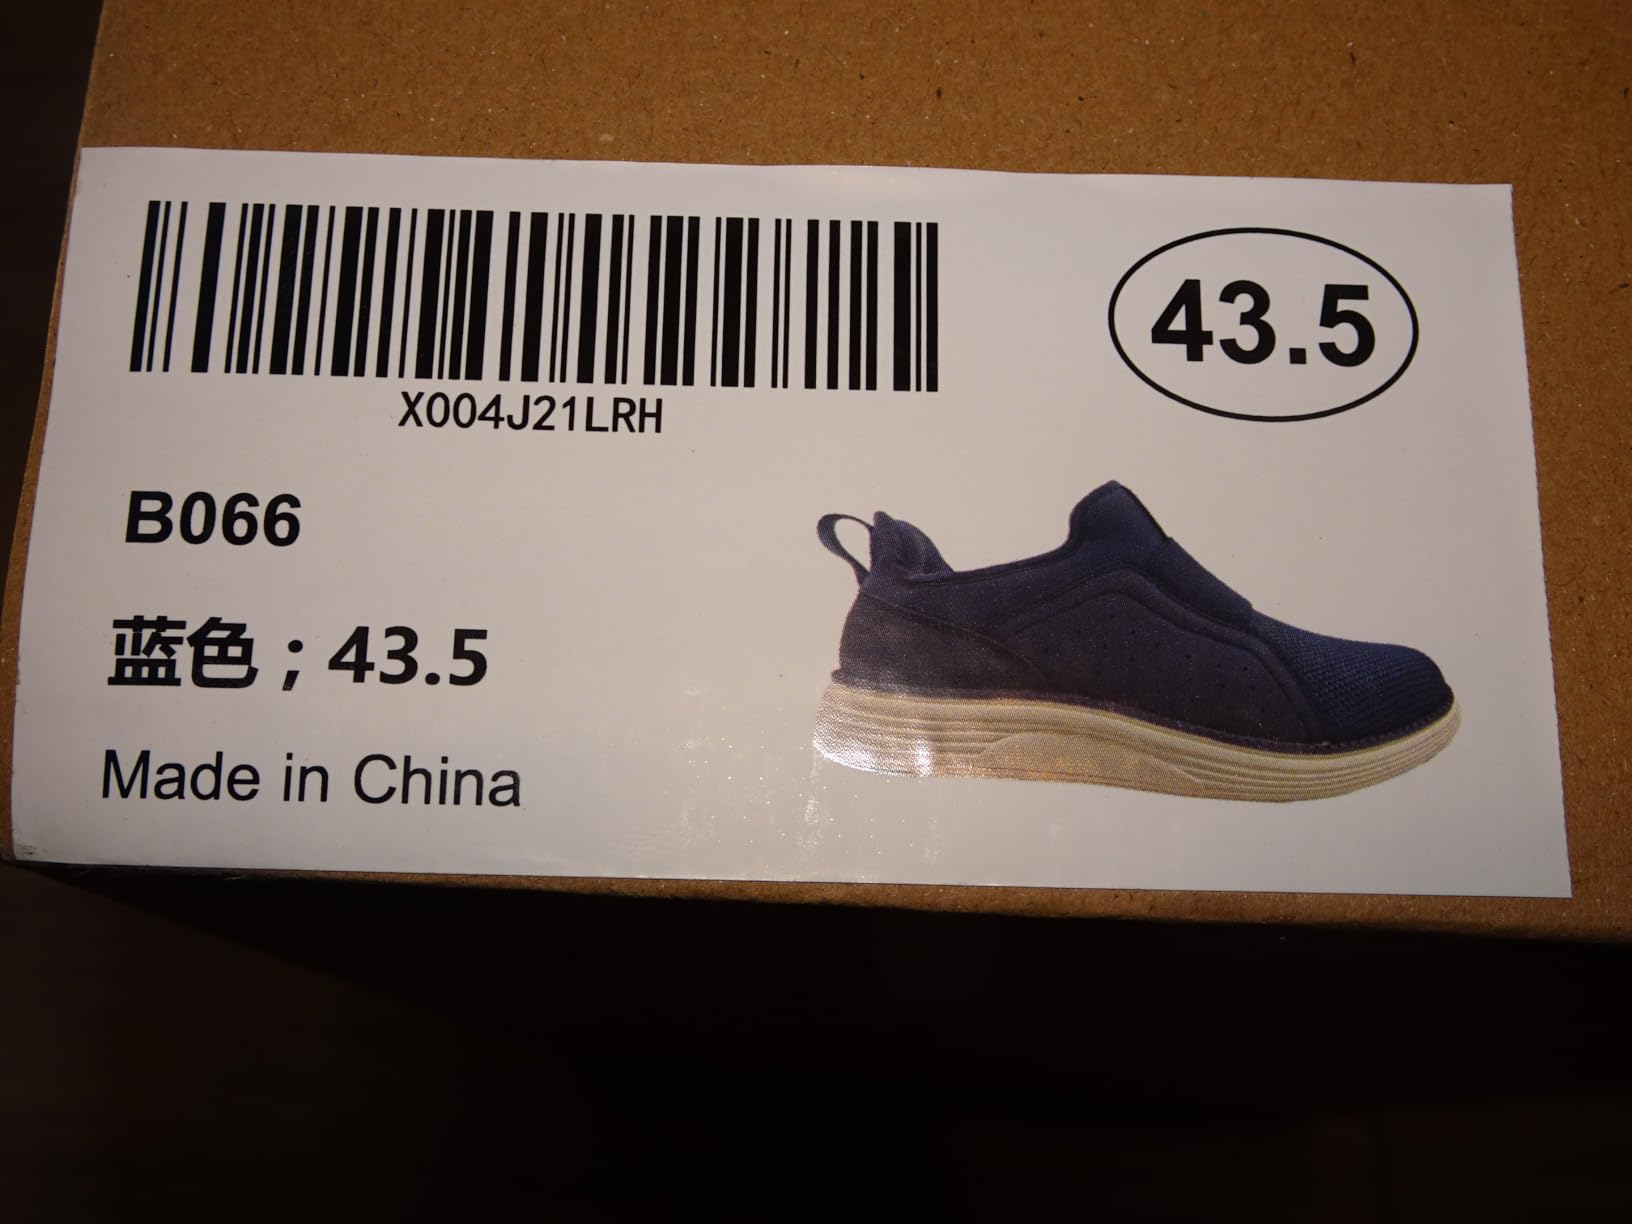 X004J21LRH
43.5
B066
蓝色;43.5
Made in China